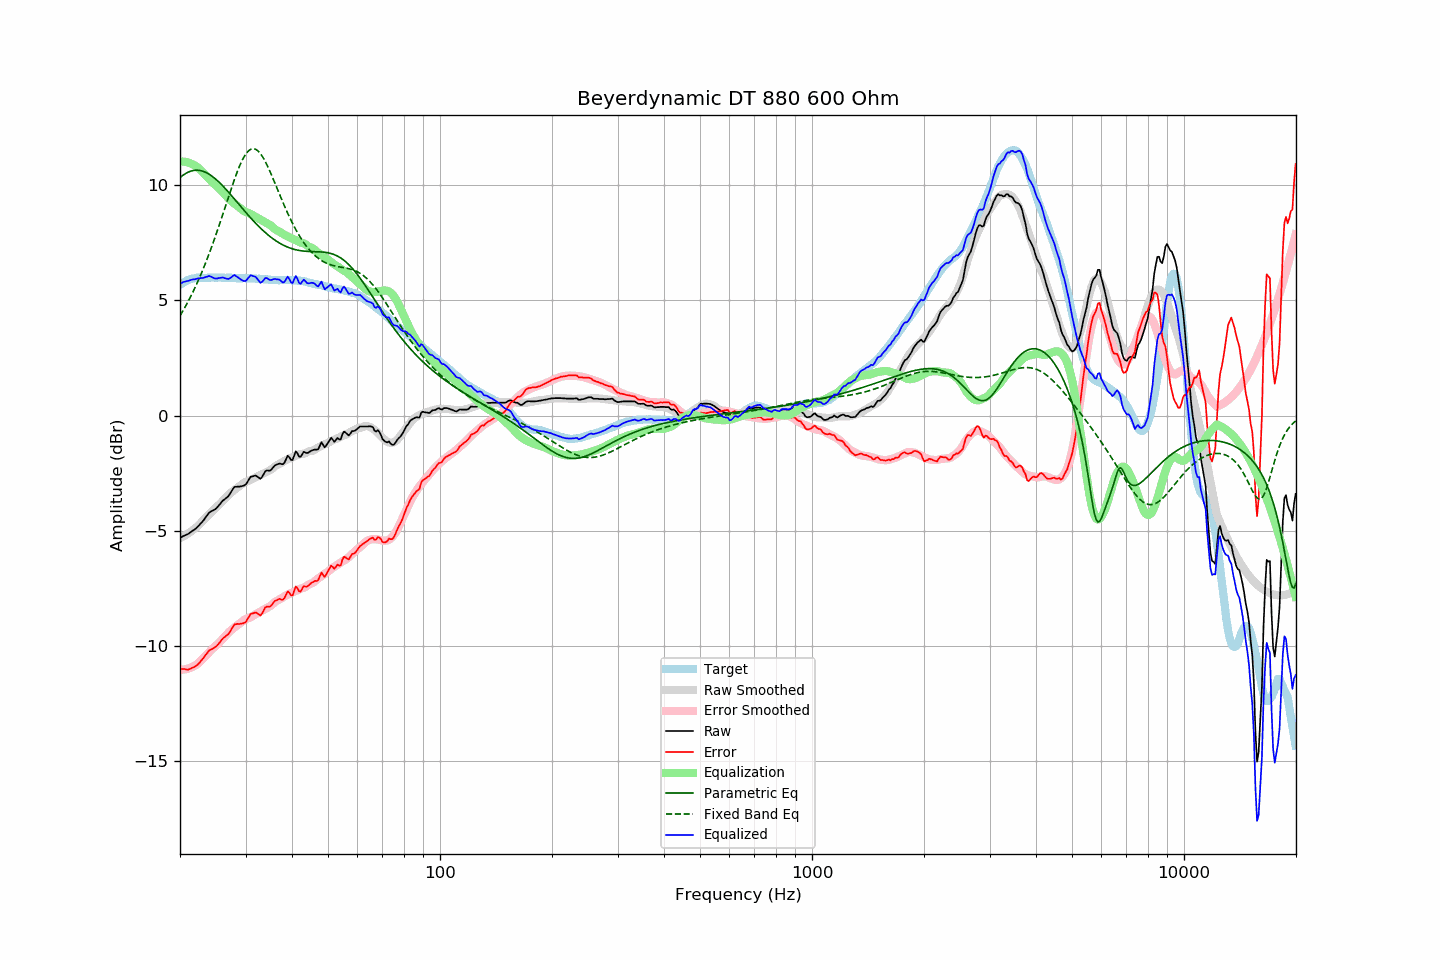 Beyerdynamic DT 880 600 Ohm
Amplitude (dBr)
10
5
0
−5
−10
−15
Target
Raw Smoothed
Error Smoothed
Raw
Error
Equalization
Parametric Eq
Fixed Band Eq
Equalized
100
1000
10000
Frequency (Hz)